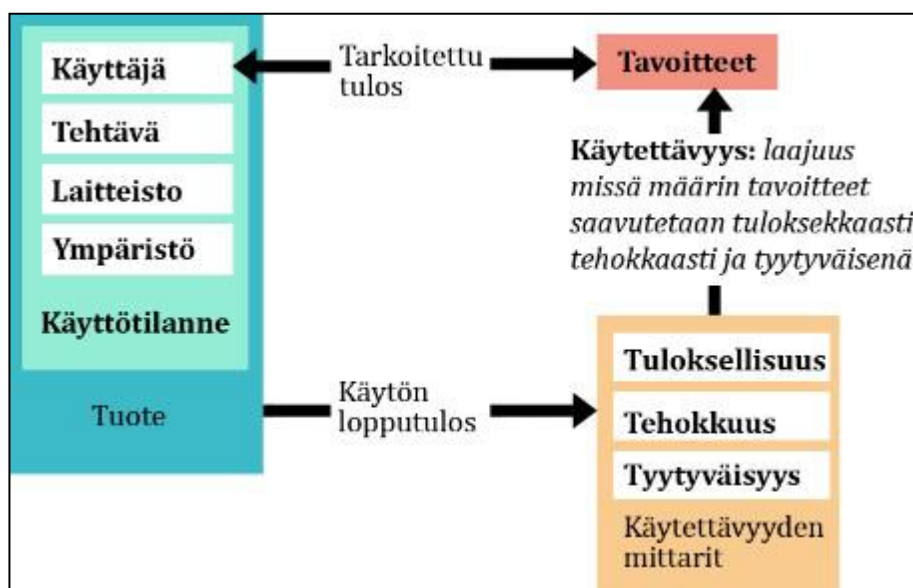 Käyttäjä
Tehtävä
Laitteisto
Ympäristö
Käyttötilanne
Tuote
Tarkoitettu
tulos
Tavoitteet
Käytettävyys: laajuus
missä määrin tavoitteet
saavutetaan tuloksekkaasti
tehokkaasti ja tyytyväisenä
Käytön
lopputulos
Tuloksellisuus
Tehokkuus
Tyytyväisyys
Käytettävyyden
mittarit